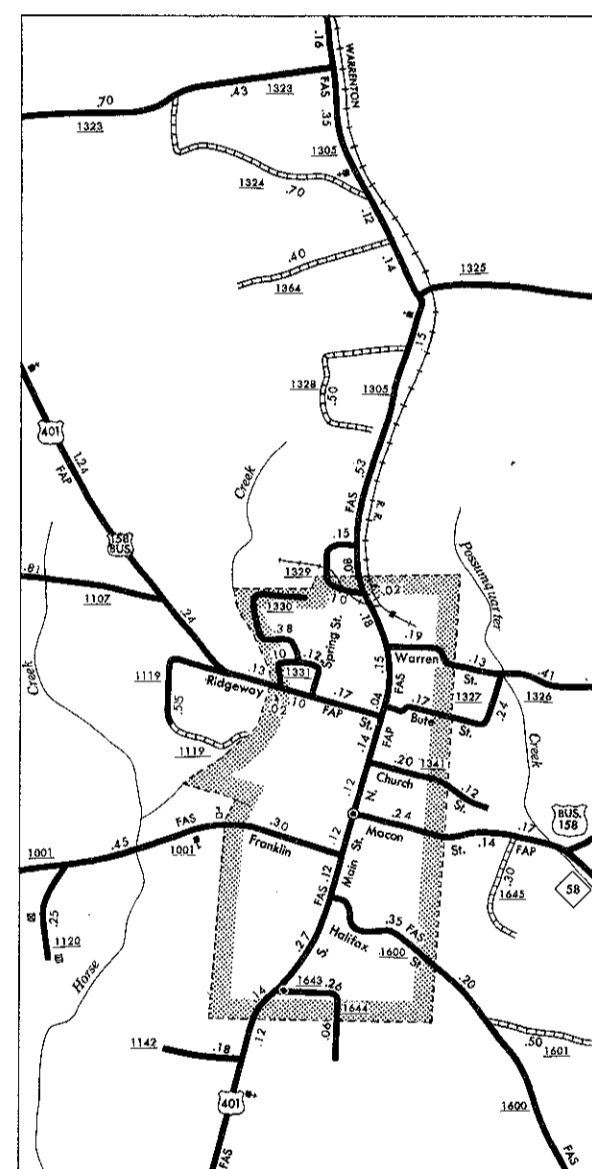 .16
WARRENTON
FAS
.70
1323
.43
1323
.35
1305
1324
.70
.12
.40
1364
.14
1325
.15
1328
.50
1305
401
1.24
FAP
.53
FAS
Creek
R.R.
158
BUS.
Possumquarter
Creek
.15
.08
1329
.10
.02
.81
1107
.24
1330
.18
.38
Spring St.
.10
.12
1331
.19
Warren
St.
.13
.41
1326
1327
.24
.15
FAS
.04
Creek
1119
.13
Ridgeway
.02
.10
.17
FAP
St.
.17
Bute
St.
.55
1119
FAP
.14
.20
1341
Church
St.
.12
.12
N.
BUS.
158
.24
Macon
St.
.14
.17
FAP
58
.30
1645
FAS
.45
1001
1001
.30
Franklin
.12
Main St.
.12
FAS
.25
1120
Horse
.27
S.
Halifax
St.
.35
FAS
1600
.20
1643
.26
1644
.06
.14
.12
1142
.18
401
FAS
.50
1601
1600
FAS